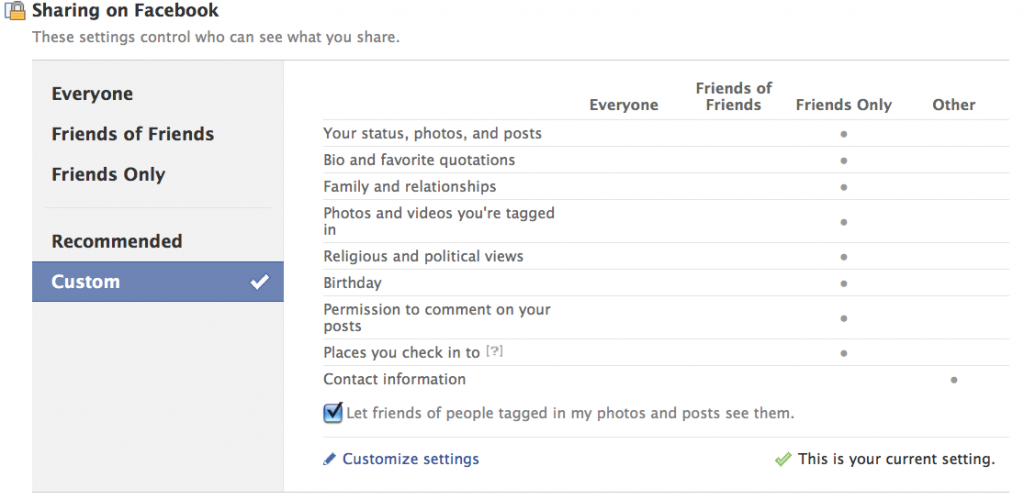 Sharing on Facebook
These settings control who can see what you share.
Everyone
Friends of Friends
Friends Only
Recommended
Custom
Friends of
Everyone Friends Friends Only Other
Your status, photos, and posts
Bio and favorite quotations
Family and relationships
Photos and videos you're tagged
in
Religious and political views
Birthday
Permission to comment on your
posts
Places you check in to [?]
Contact information
Let friends of people tagged in my photos and posts see them.
Customize settings
This is your current setting.